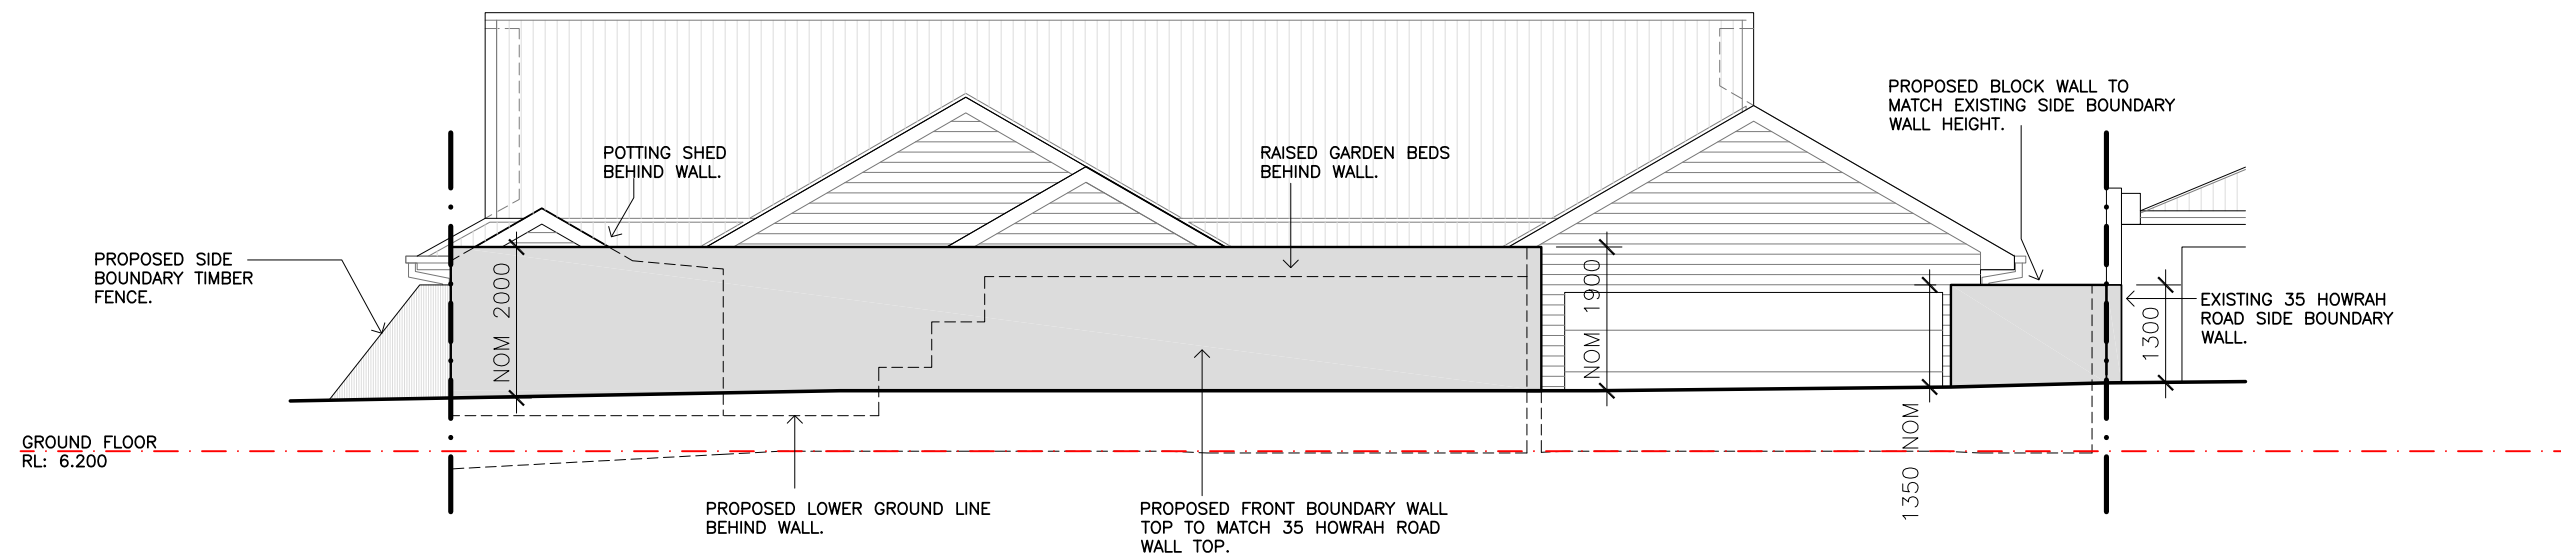 PROPOSED BLOCK WALL TO
MATCH EXISTING SIDE BOUNDARY
WALL HEIGHT.
POTTING SHED
BEHIND WALL.
RAISED GARDEN BEDS
BEHIND WALL.
PROPOSED SIDE
BOUNDARY TIMBER
FENCE.
NOM 2000
NOM 1900
1300
EXISTING 35 HOWRAH
ROAD SIDE BOUNDARY
WALL.
1350 NOM
GROUND FLOOR
RL: 6.200
PROPOSED LOWER GROUND LINE
BEHIND WALL.
PROPOSED FRONT BOUNDARY WALL
TOP TO MATCH 35 HOWRAH ROAD
WALL TOP.